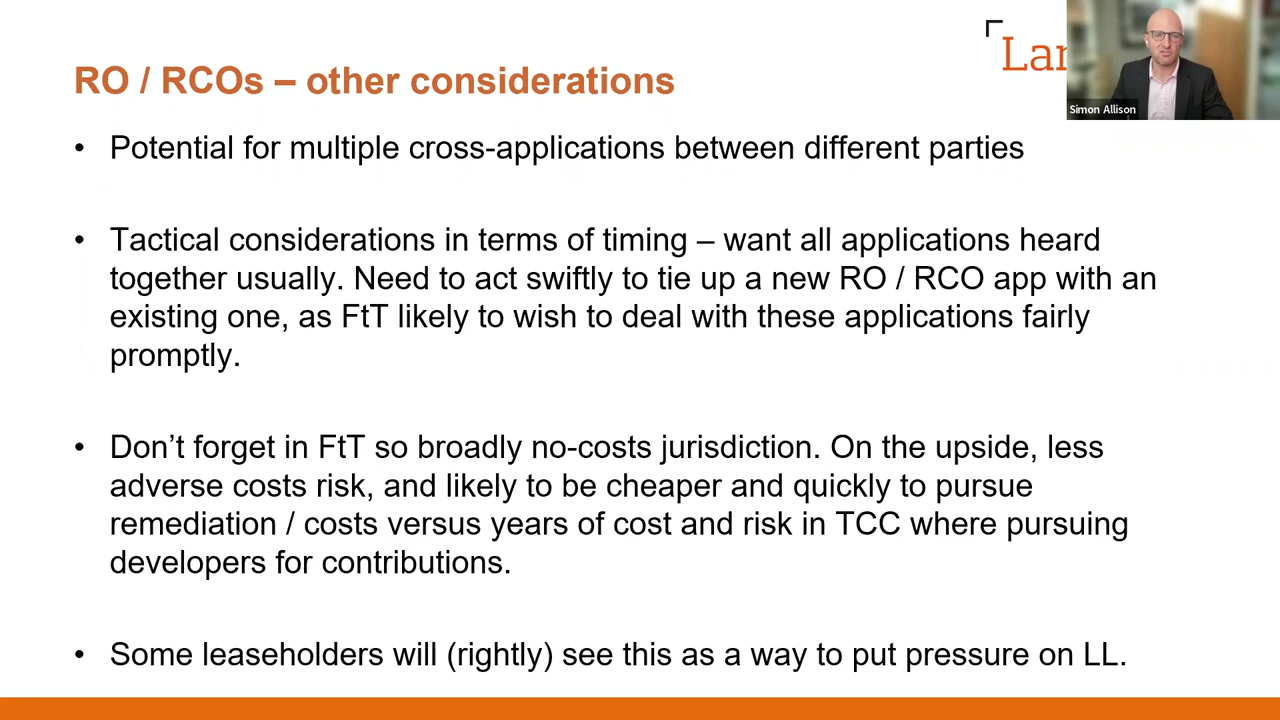 RO / RCOs – other considerations
Lan
Simon Allison
• Potential for multiple cross-applications between different parties
• Tactical considerations in terms of timing – want all applications heard
together usually. Need to act swiftly to tie up a new RO / RCO app with an
existing one, as FtT likely to wish to deal with these applications fairly
promptly.
• Don’t forget in FtT so broadly no-costs jurisdiction. On the upside, less
adverse costs risk, and likely to be cheaper and quickly to pursue
remediation / costs versus years of cost and risk in TCC where pursuing
developers for contributions.
• Some leaseholders will (rightly) see this as a way to put pressure on LL.